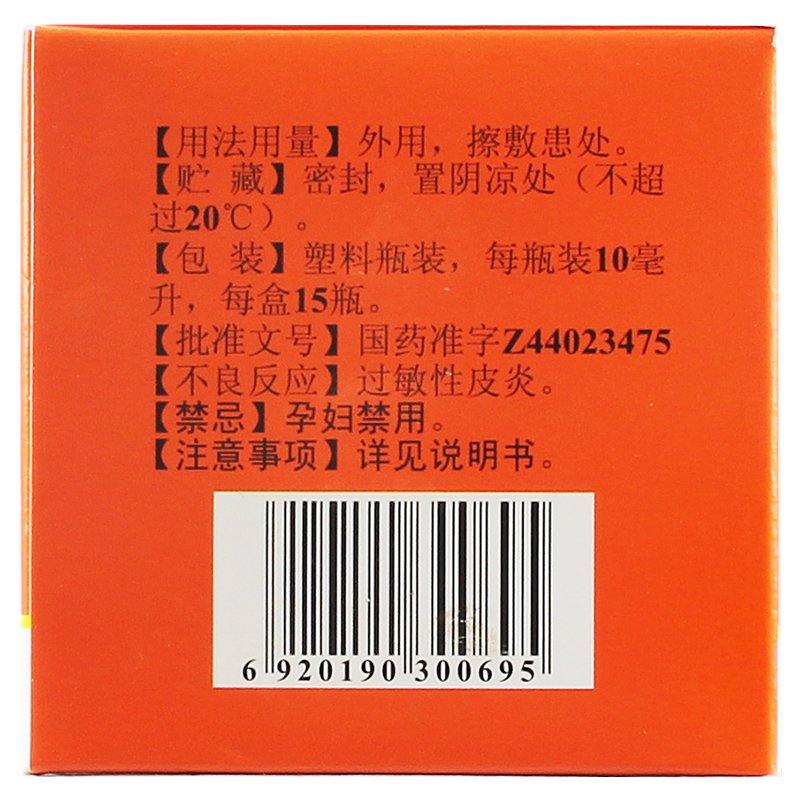 【用法用量】外用，擦敷患处。
【贮 藏】密封，置阴凉处（不超
过20℃）。
【包 装】塑料瓶装，每瓶装10毫
升，每盒15瓶。
【批准文号】国药准字Z44023475
【不良反应】过敏性皮炎。
【禁忌】孕妇禁用。
【注意事项】详见说明书。
6 920190 300695